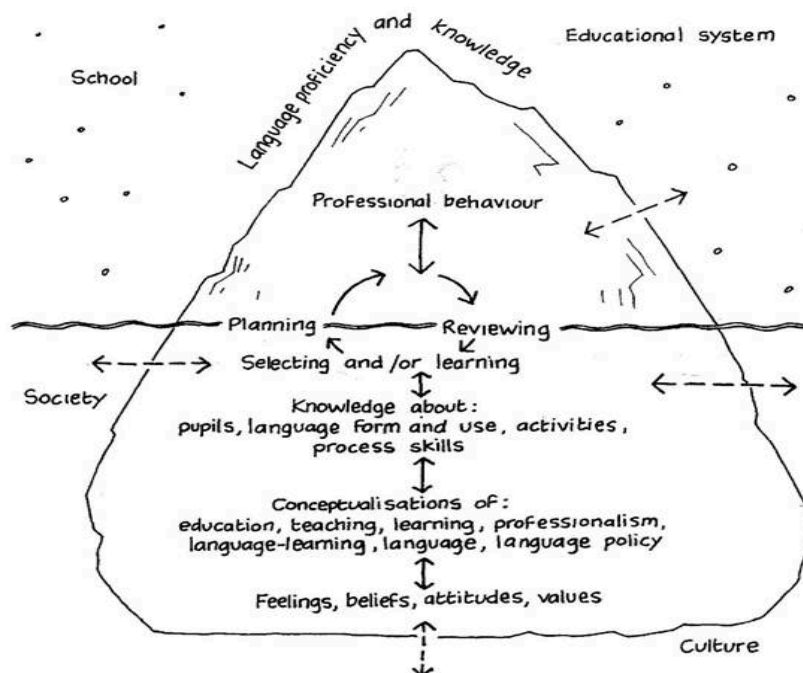 Language proficiency and knowledge
Educational system
School
Professional behaviour
Planning
Reviewing
Selecting and/or learning
Society
Knowledge about:
pupils, language form and use, activities,
process skills
Conceptualisations of:
education, teaching, learning, professionalism,
language-learning, language, language policy
Feelings, beliefs, attitudes, values
Culture